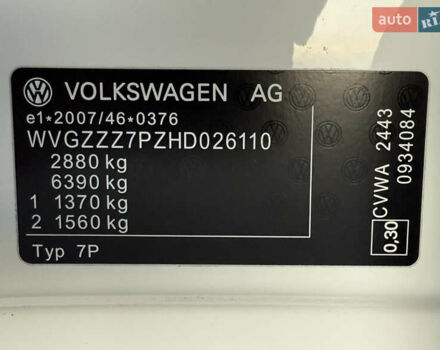 auto RIA
VOLKSWAGEN AG
e1*2007/46*0376
WVGZZZ7PZHD026110
2880 kg
6390 kg
1 1370 kg
2 1560 kg
Typ 7P
CVWA 2443
0934084
0,30